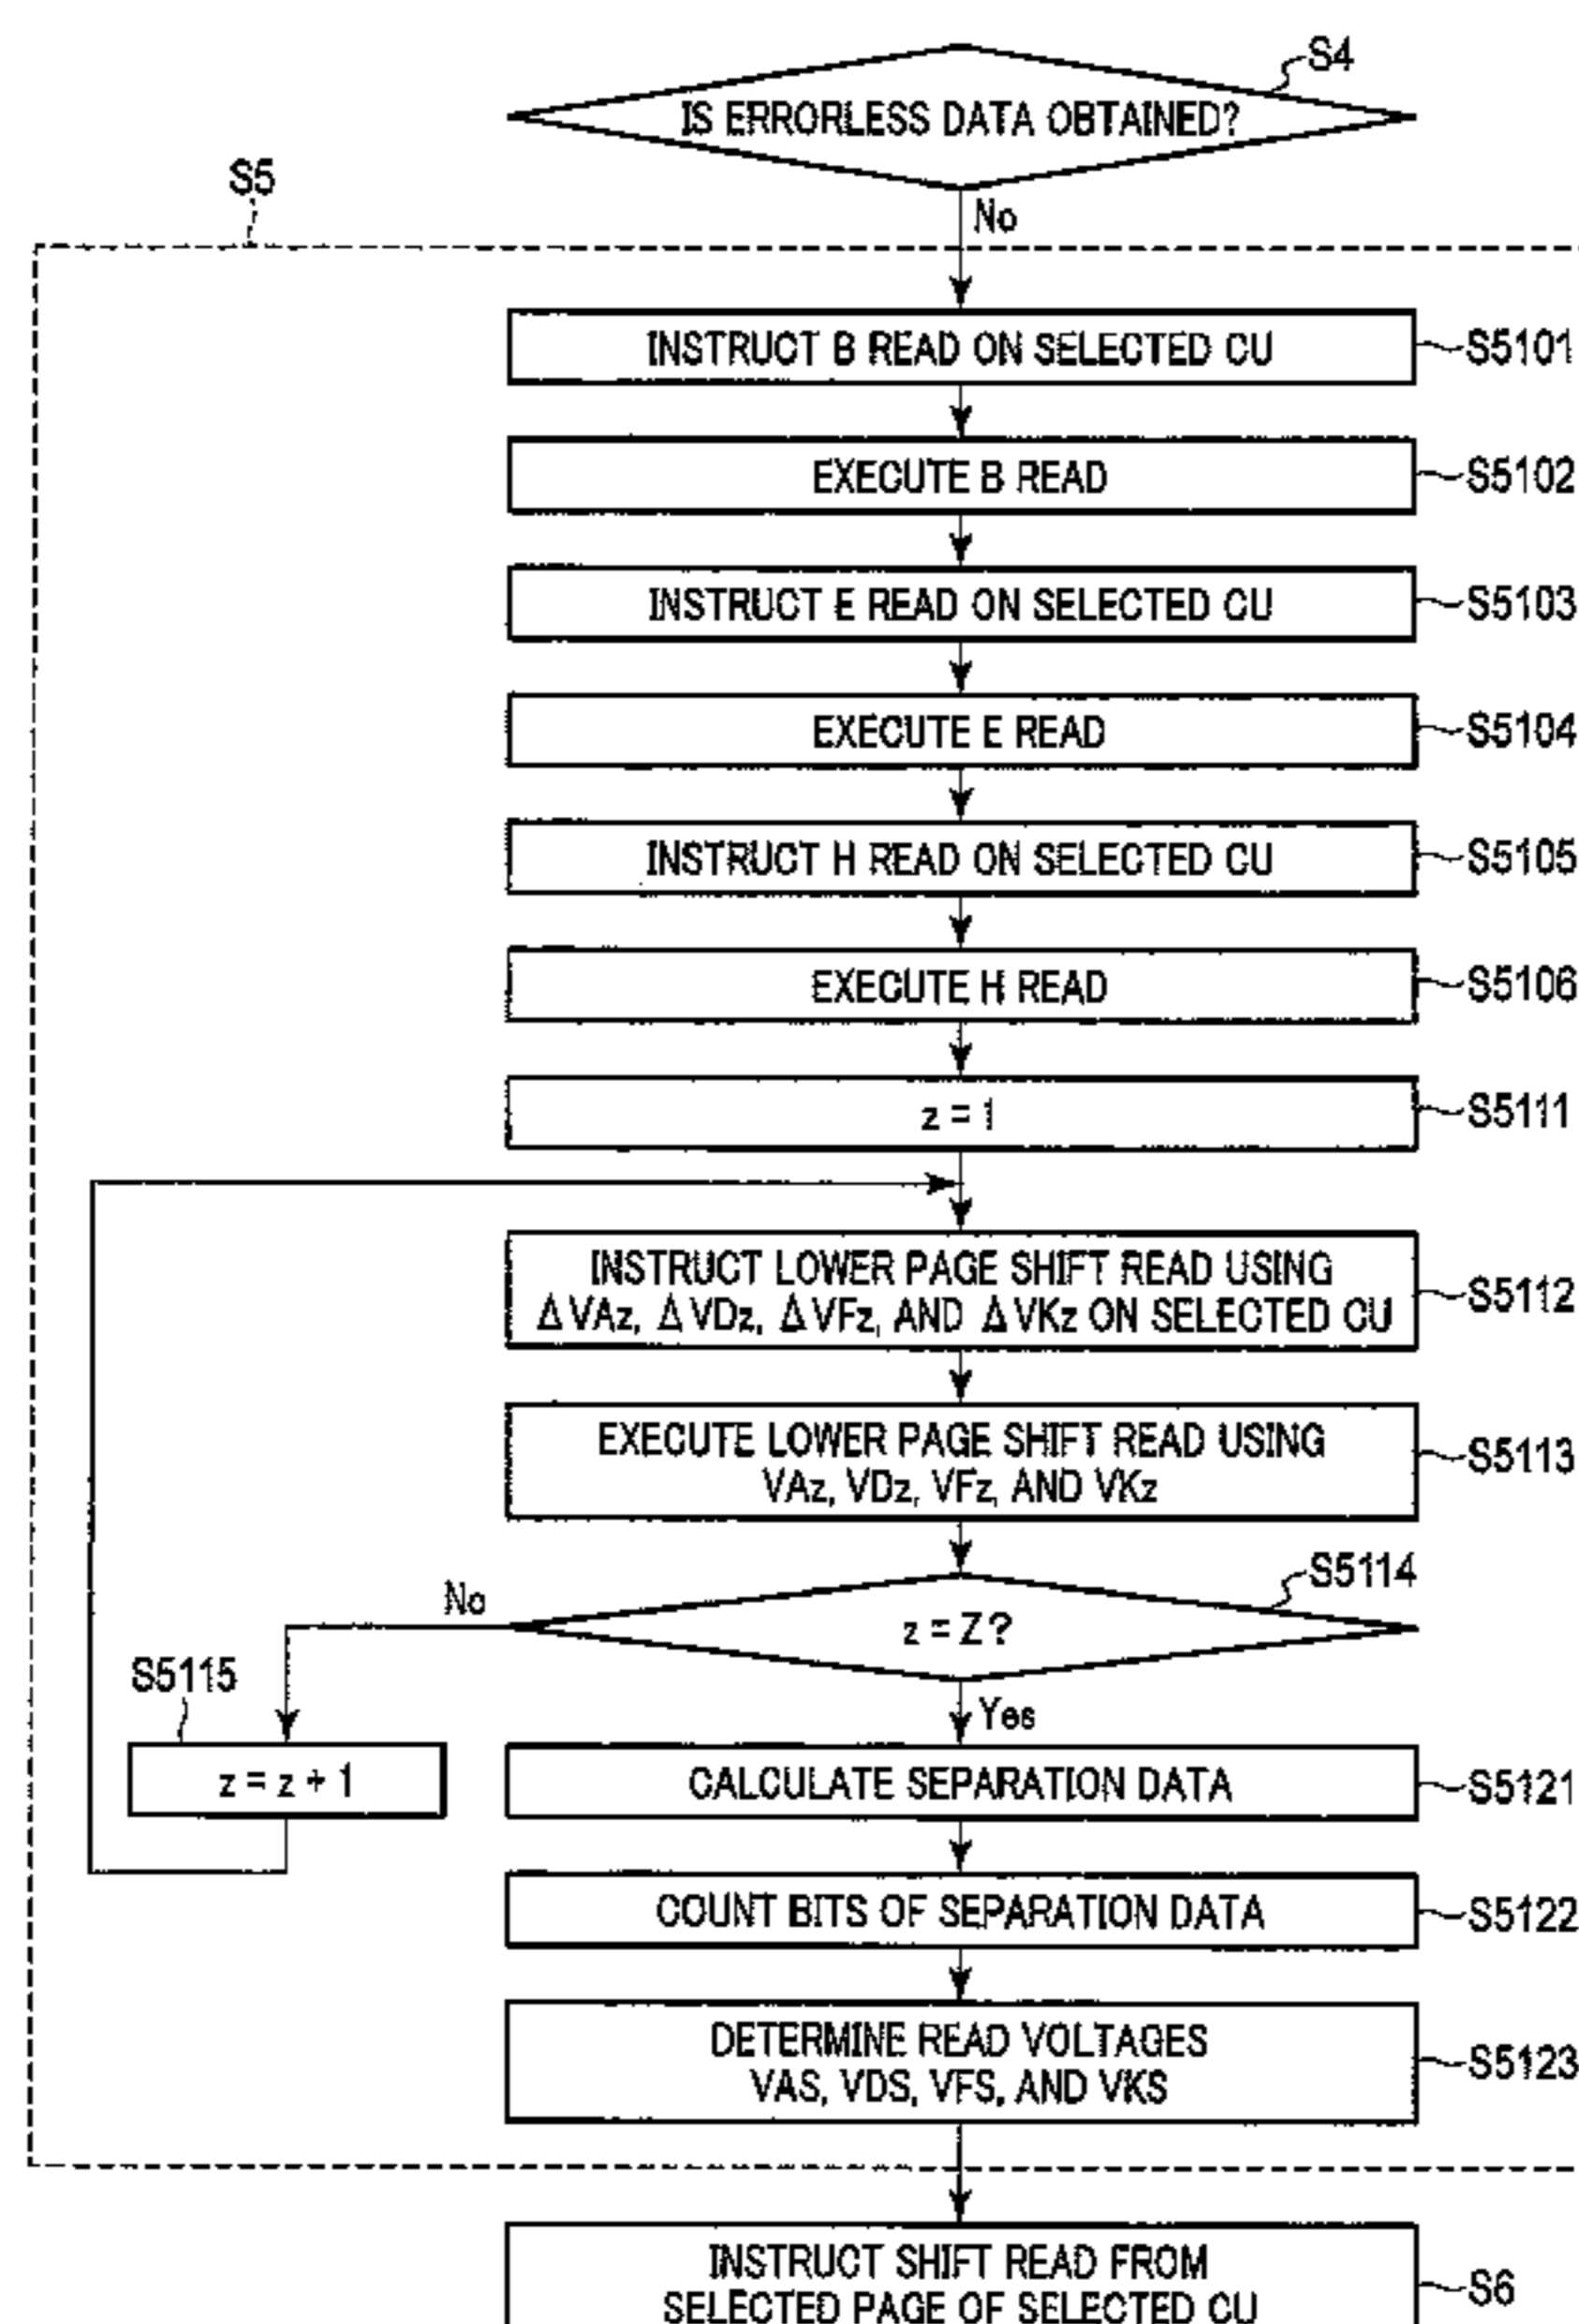 S4
IS ERRORLESS DATA OBTAINED?
S5
No
INSTRUCT B READ ON SELECTED CU
S5101
EXECUTE B READ
S5102
INSTRUCT E READ ON SELECTED CU
S5103
EXECUTE E READ
S5104
INSTRUCT H READ ON SELECTED CU
S5105
EXECUTE H READ
S5106
z = 1
S5111
INSTRUCT LOWER PAGE SHIFT READ USING
ΔVAz, ΔVDz, ΔVFz, AND ΔVKz ON SELECTED CU
S5112
EXECUTE LOWER PAGE SHIFT READ USING
VAz, VDz, VFz, AND VKz
S5113
S5114
No
z = Z?
S5115
Yes
z = z + 1
CALCULATE SEPARATION DATA
S5121
COUNT BITS OF SEPARATION DATA
S5122
DETERMINE READ VOLTAGES
VAS, VDS, VFS, AND VKS
S5123
INSTRUCT SHIFT READ FROM
SELECTED PAGE OF SELECTED CU
S6